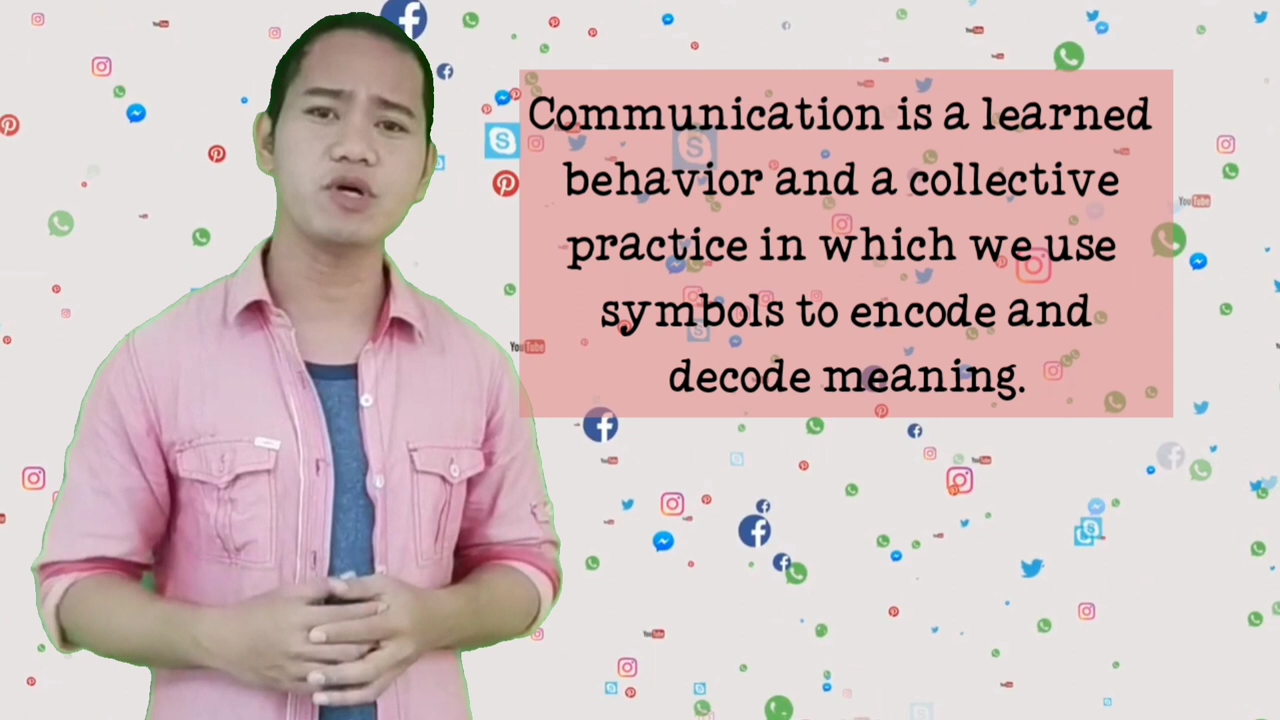 Communication is a learned
behavior and a collective
practice in which we use
symbols to encode and
decode meaning.